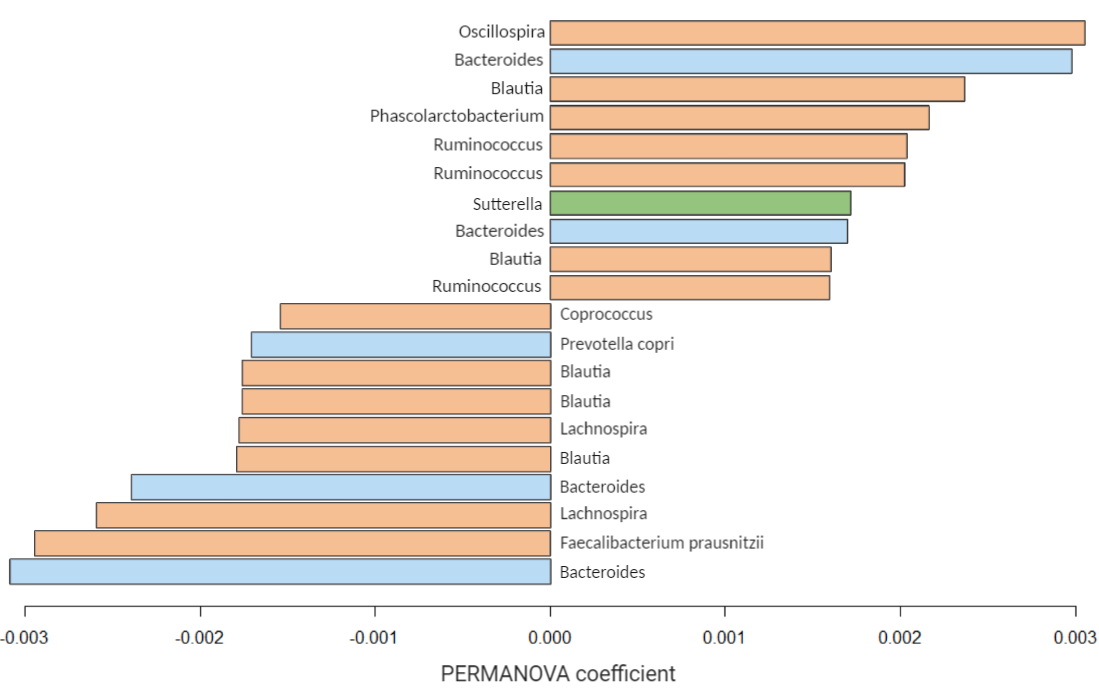 Oscillospira
Bacteroides
Blautia
Phascolarctobacterium
Ruminococcus
Ruminococcus
Sutterella
Bacteroides
Blautia
Ruminococcus
Coprococcus
Prevotella copri
Blautia
Blautia
Lachnospira
Blautia
Bacteroides
Lachnospira
Faecalibacterium prausnitzii
Bacteroides
-0.003 -0.002 -0.001 0.000 0.001 0.002 0.003
PERMANOVA coefficient